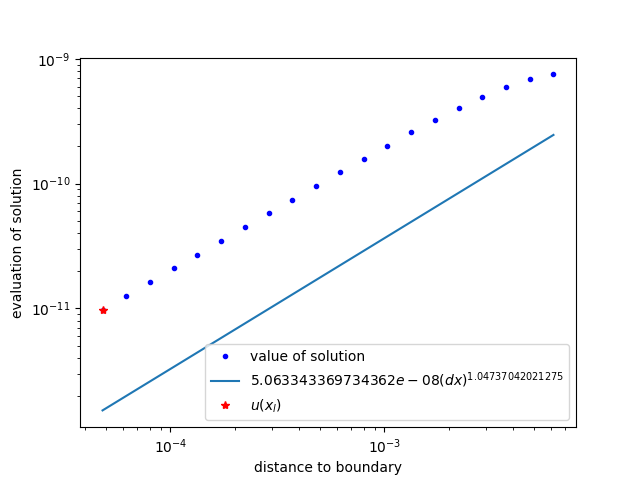 10⁻⁹
10⁻¹⁰
10⁻¹¹
evaluation of solution
value of solution
5.063343369734362e − 08(dx)^1.04737042021275
u(x_I)
10⁻⁴
10⁻³
distance to boundary